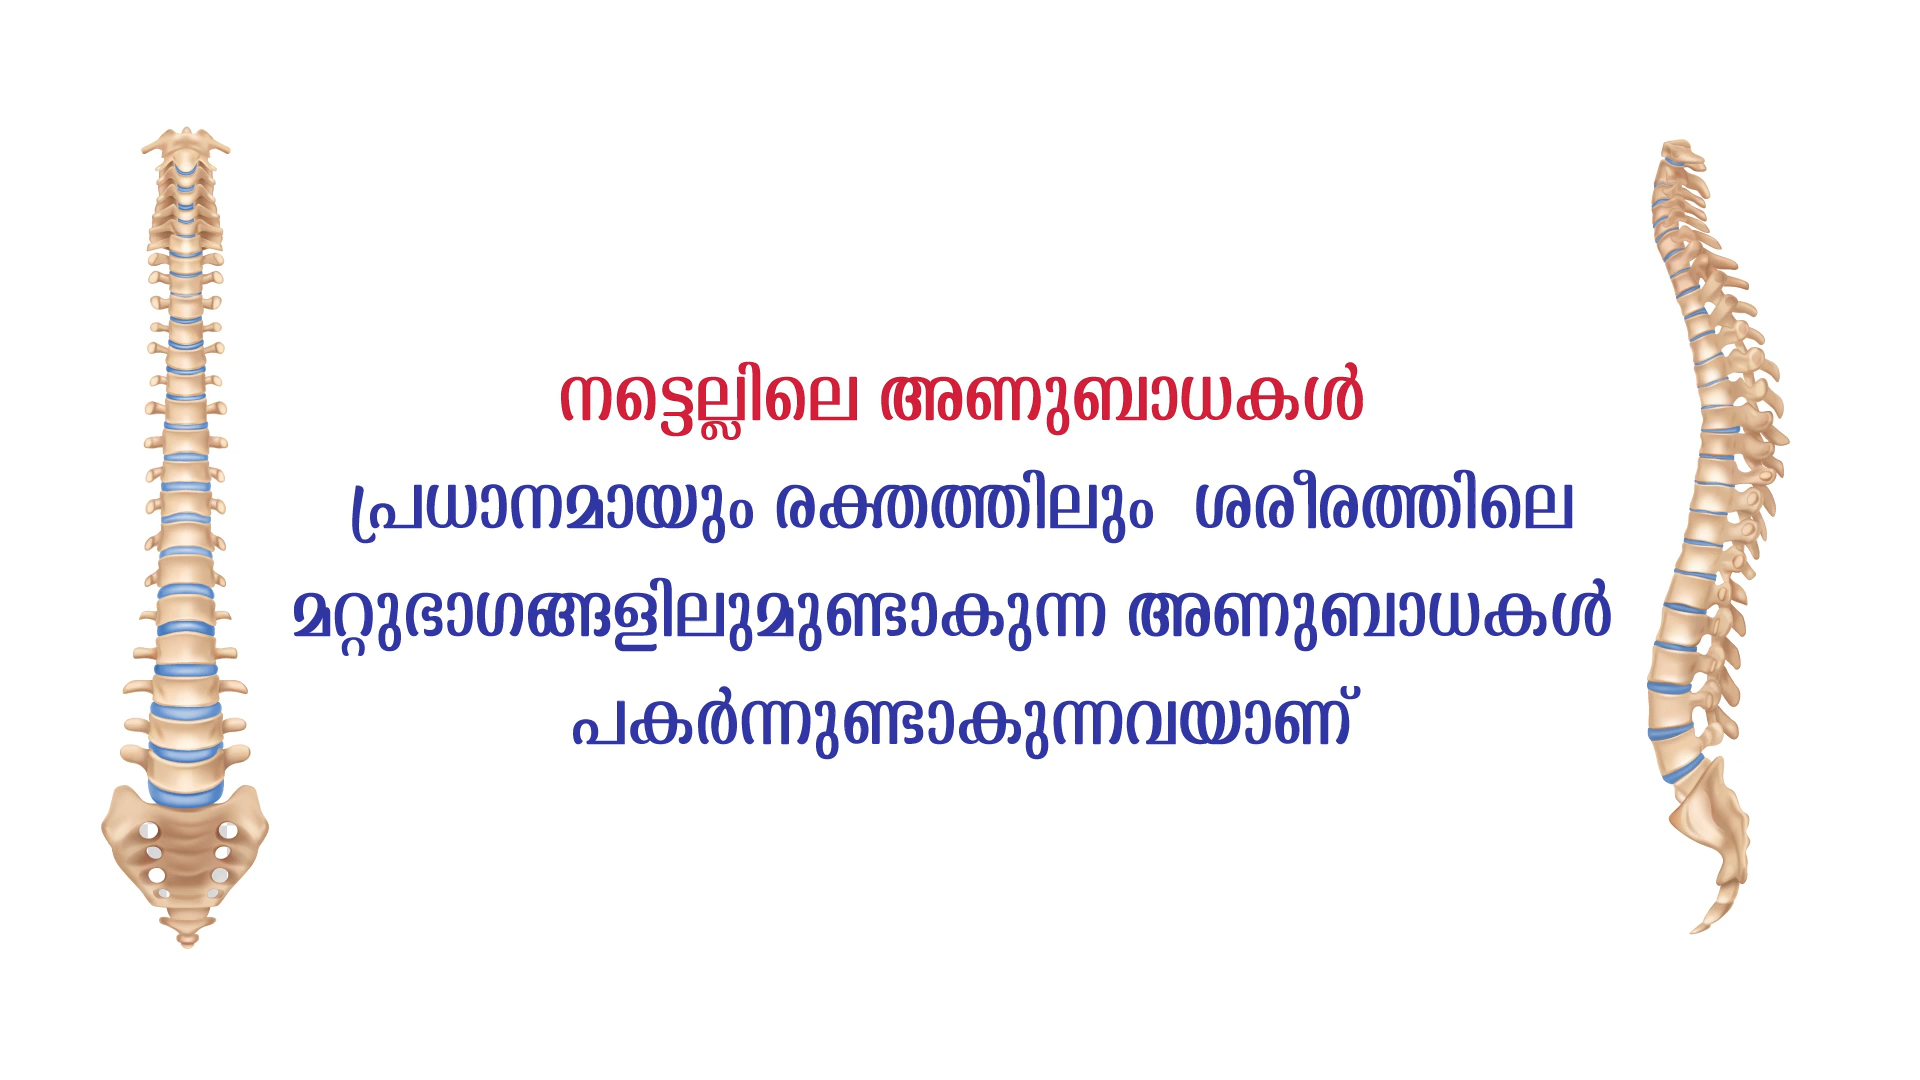 നട്ടെല്ലിലെ അണുബാധകൾ
പ്രധാനമായും രക്തത്തിലും ശരീരത്തിലെ
മറ്റുഭാഗങ്ങളിലുമുണ്ടാകുന്ന അണുബാധകൾ
പകർന്നുണ്ടാകുന്നവയാണ്